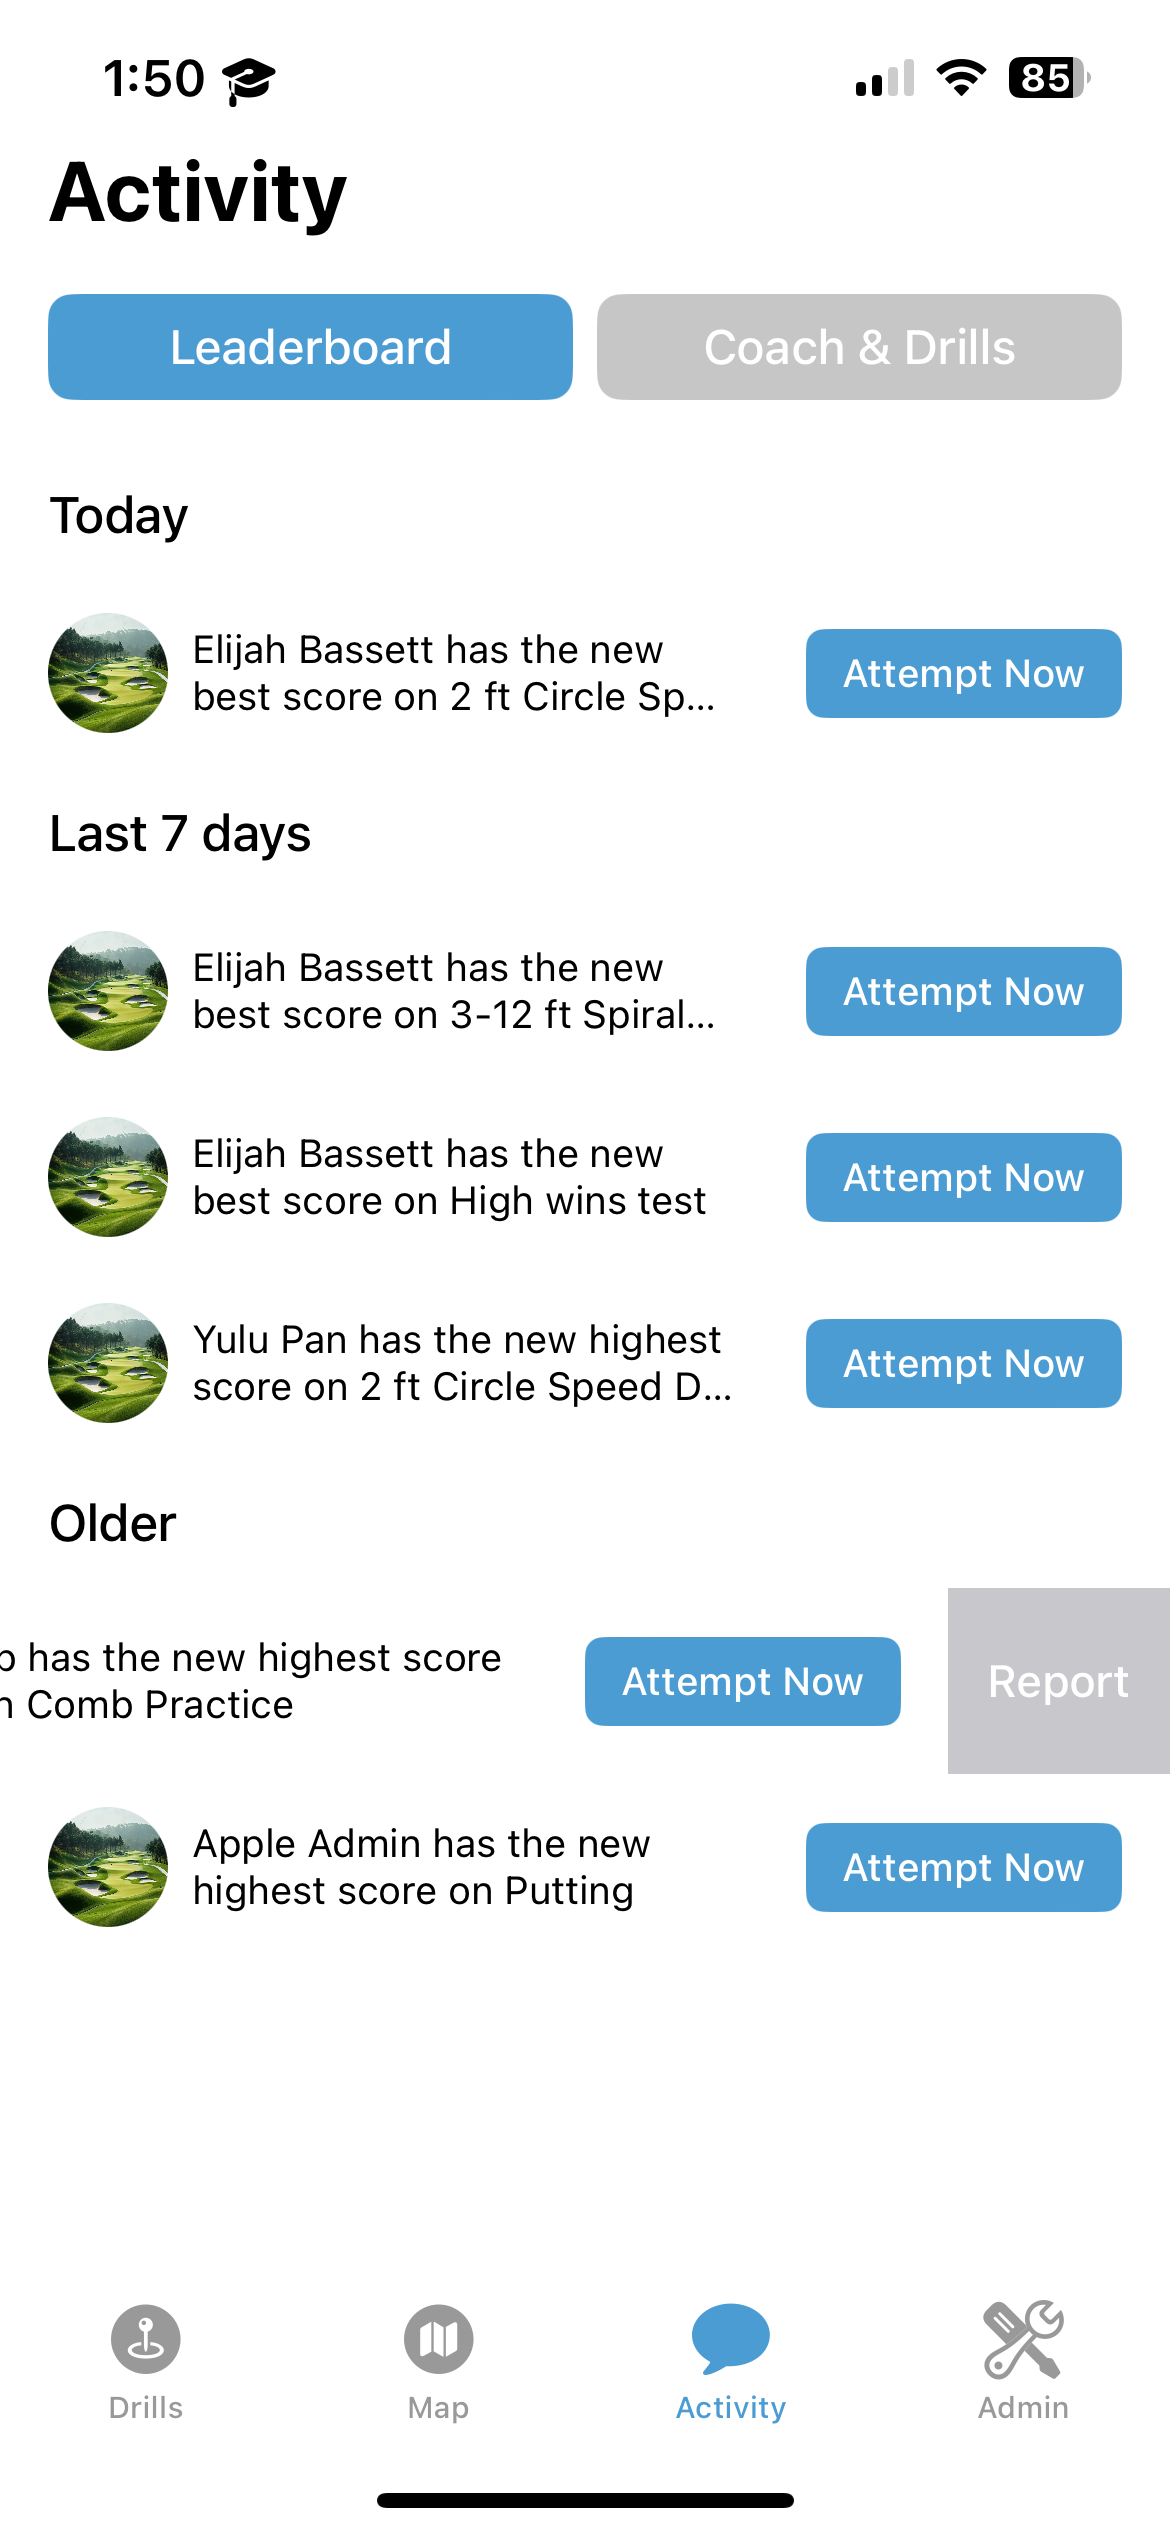 1:50
85
Activity
Leaderboard
Coach & Drills
Today
Elijah Bassett has the new
best score on 2 ft Circle Sp...
Attempt Now
Last 7 days
Elijah Bassett has the new
best score on 3-12 ft Spiral...
Attempt Now
Elijah Bassett has the new
best score on High wins test
Attempt Now
Yulu Pan has the new highest
score on 2 ft Circle Speed D...
Attempt Now
Older
has the new highest score
Comb Practice
Attempt Now
Report
Apple Admin has the new
highest score on Putting
Attempt Now
Drills
Map
Activity
Admin